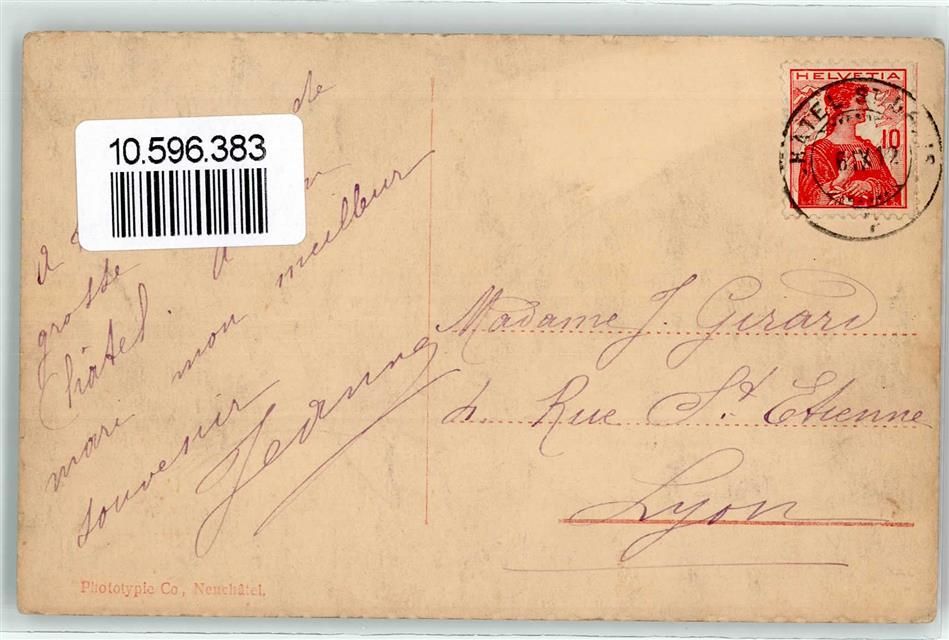 10.596.383
de
grosse
Châtel. A
mari mon meilleur
souvenir
Jeanne
HELVETIA
10
Madame J. Girard
Rue St Etienne
Lyon
Phototypie Co, Neuchâtel.